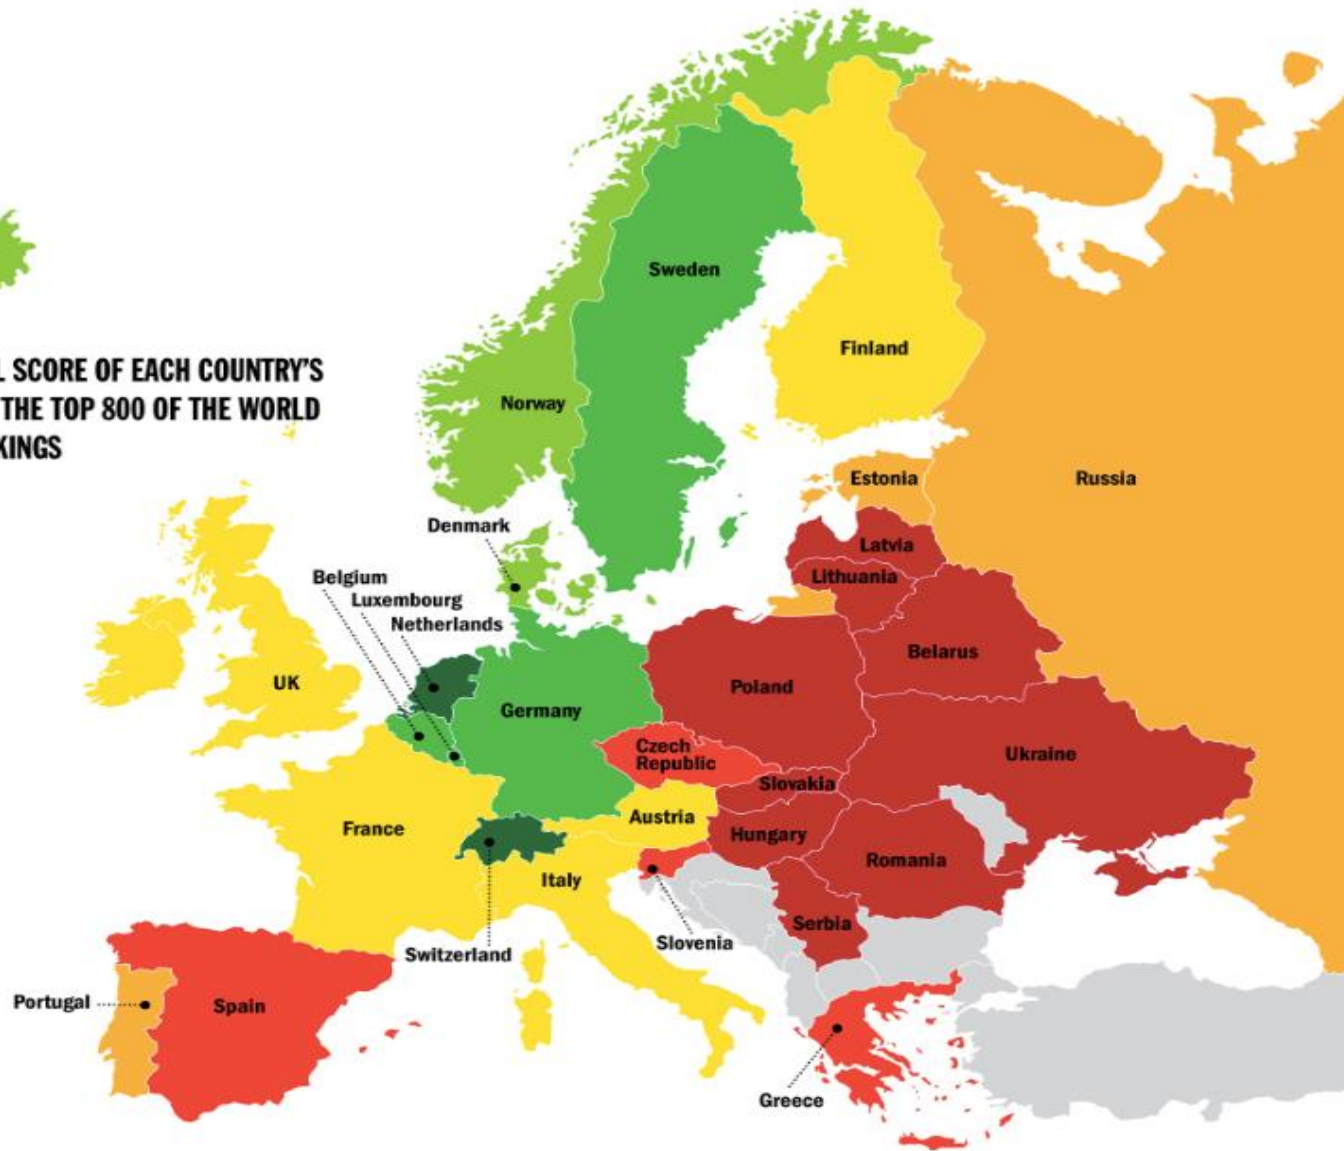 Sweden
Finland
L SCORE OF EACH COUNTRY'S
THE TOP 800 OF THE WORLD
KINGS
Norway
Estonia
Russia
Denmark
Latvia
Belgium
Lithuania
Luxembourg
Netherlands
Belarus
UK
Poland
Germany
Czech
Republic
Ukraine
Slovakia
Austria
France
Hungary
Romania
Italy
Serbia
Slovenia
Switzerland
Portugal
Spain
Greece